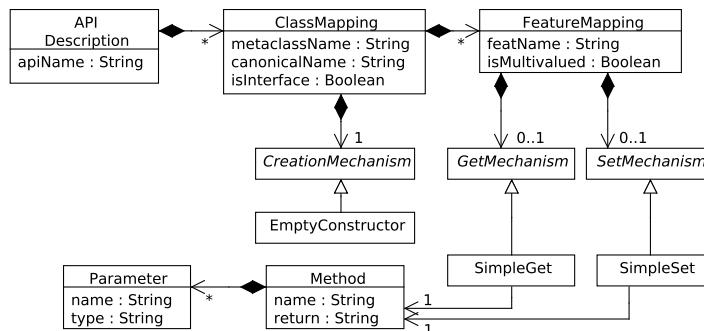 API
Description
apiName : String
*
ClassMapping
metaclassName : String
canonicalName : String
isInterface : Boolean
*
FeatureMapping
featName : String
isMultivalued : Boolean
1
0..1
0..1
CreationMechanism
GetMechanism
SetMechanism
EmptyConstructor
SimpleGet
SimpleSet
Parameter
name : String
type : String
*
Method
name : String
return : String
1
1